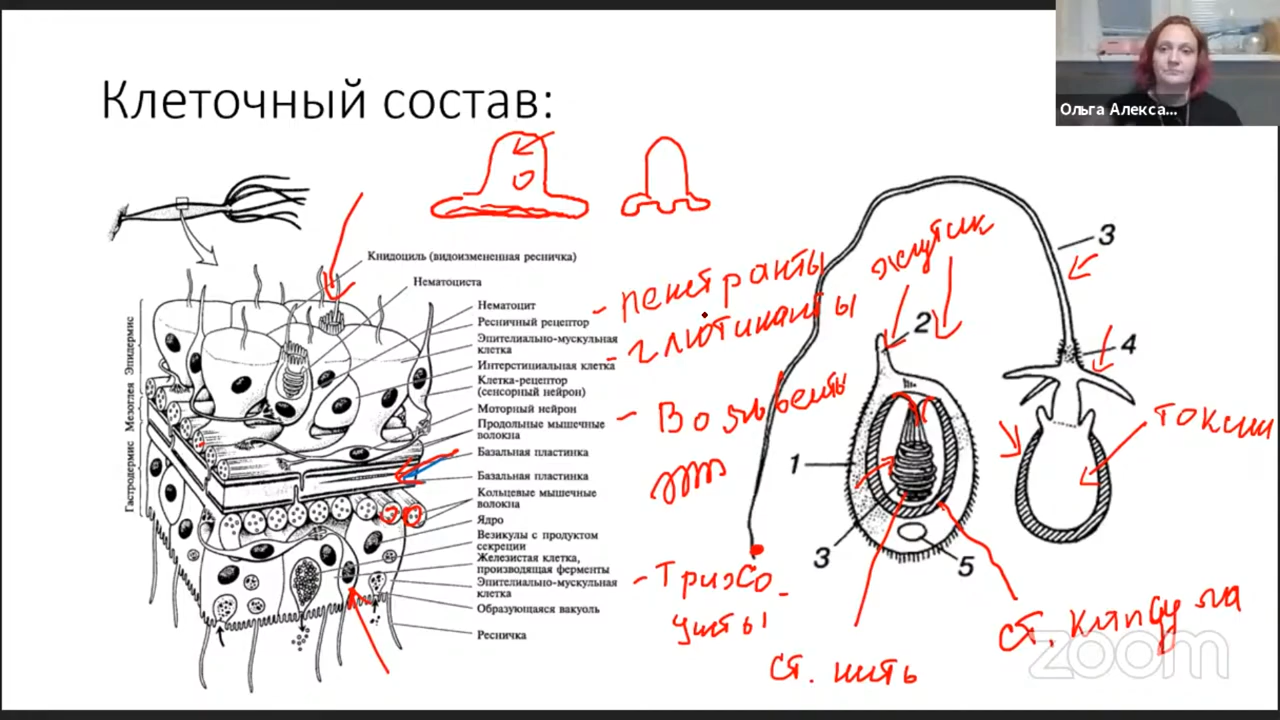 Клеточный состав:
Ольга Алекса...
Книдоциль (видоизмененная ресничка)
Нематоциста
Нематоцит
Ресничный рецептор
Эпителиально-мускульная
клетка
Интерстициальная клетка
Клетка-рецептор
(сенсорный нейрон)
Моторный нейрон
Продольные мышечные
волокна
Базальная пластинка
Базальная пластинка
Кольцевые мышечные
волокна
Ядро
Везикулы с продуктом
секреции
Железистая клетка,
производящая ферменты
Эпителиально-мускульная
клетка
Образующаяся вакуоль
Ресничка
Эпидермис
Мезоглея
Гастродермис
- пенетранты
- глютинанты
- Вольвенты
- Тризо
циты
жгутик
2
3
4
1
3
5
токсин
ст. нить
ст. капсула
zoom